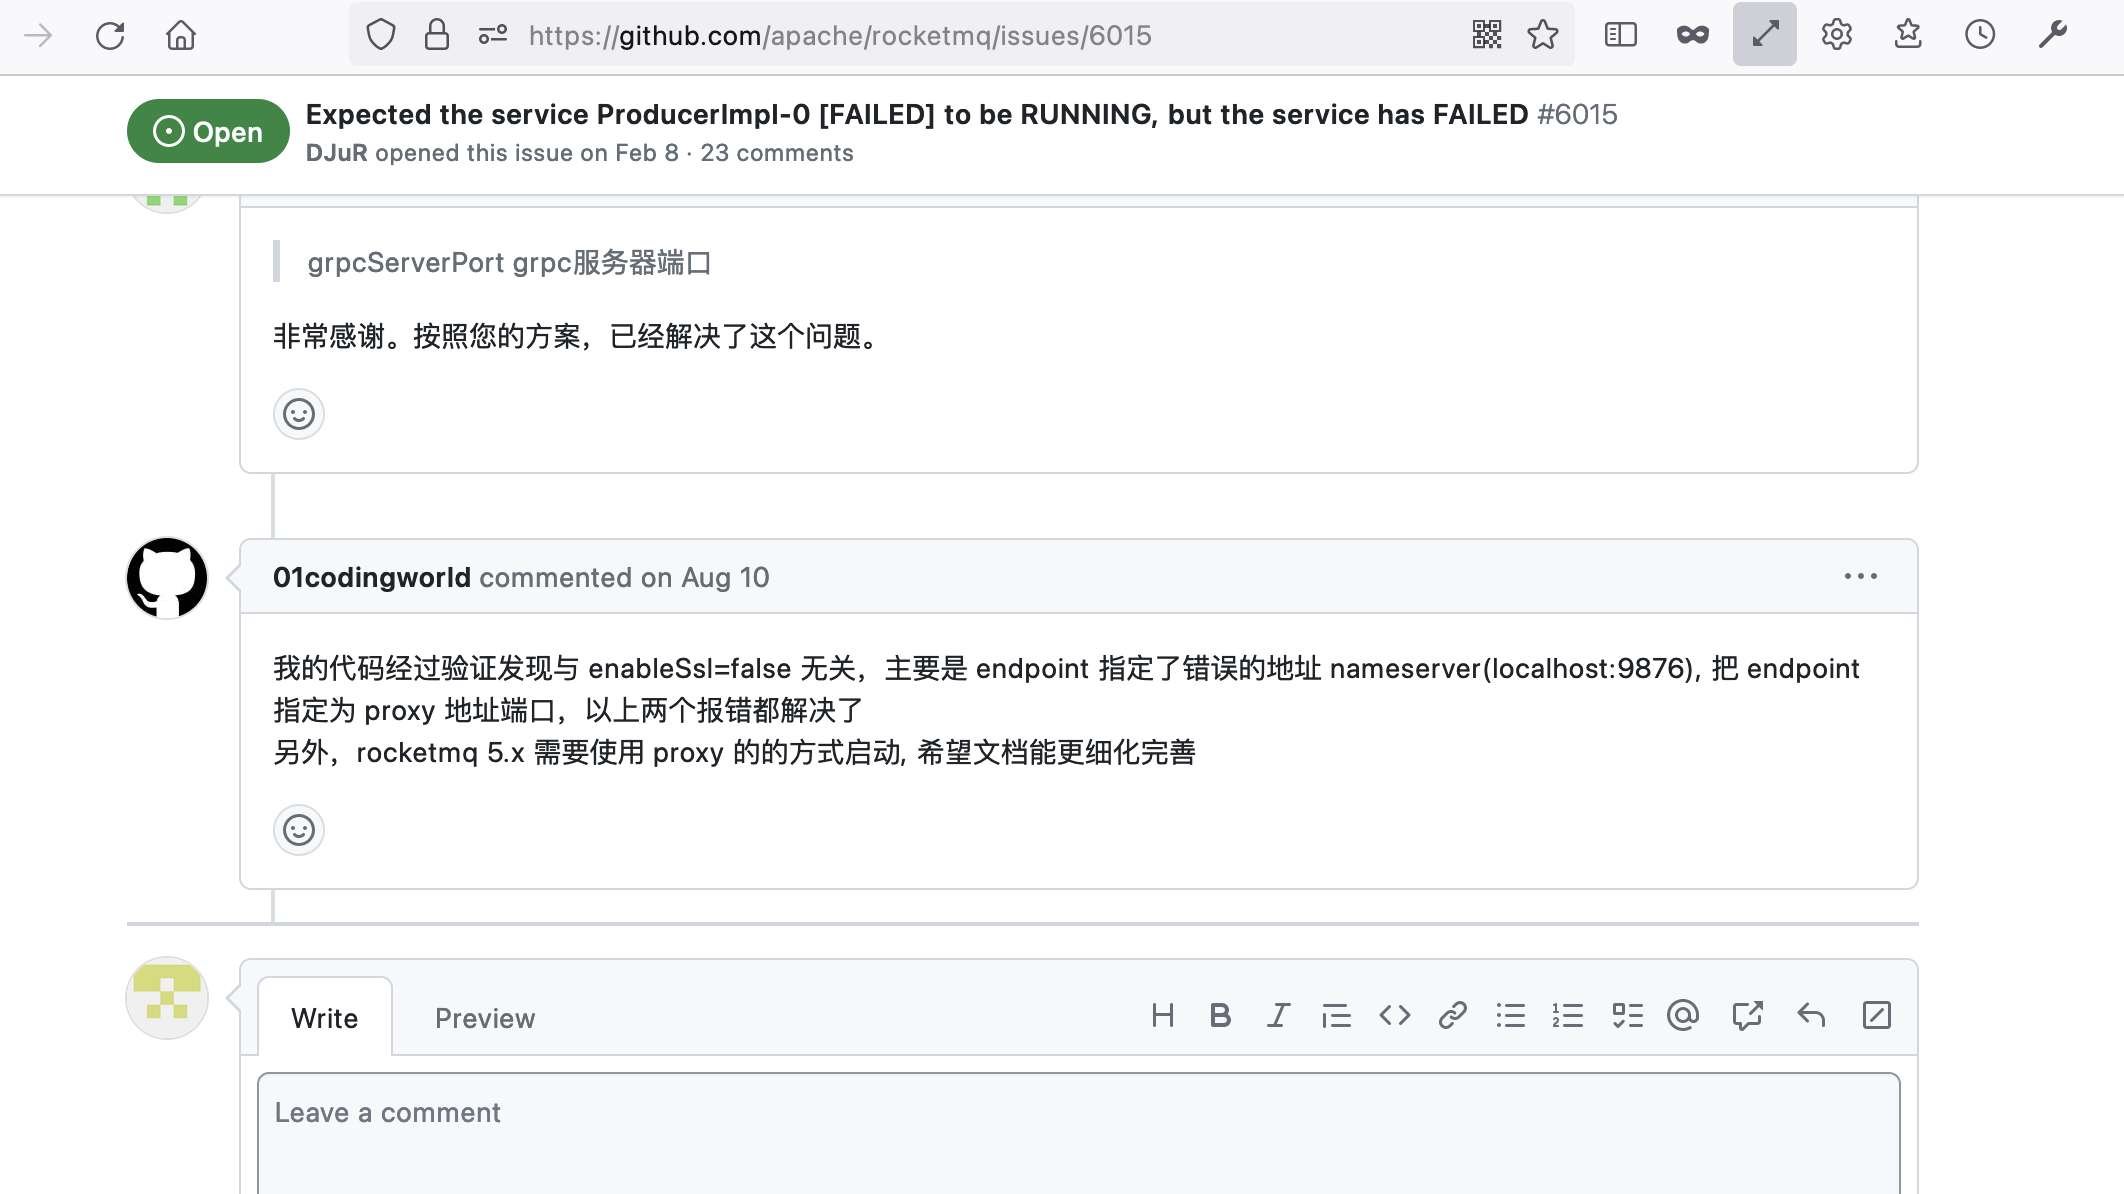 https://github.com/apache/rocketmq/issues/6015
Open
Expected the service ProducerImpl-0 [FAILED] to be RUNNING, but the service has FAILED #6015
DJuR opened this issue on Feb 8 · 23 comments
grpcServerPort grpc服务器端口
非常感谢。按照您的方案，已经解决了这个问题。
01codingworld commented on Aug 10
我的代码经过验证发现与 enableSsl=false 无关，主要是 endpoint 指定了错误的地址 nameserver(localhost:9876), 把 endpoint
指定为 proxy 地址端口，以上两个报错都解决了
另外，rocketmq 5.x 需要使用 proxy 的的方式启动, 希望文档能更细化完善
Write Preview
Leave a comment